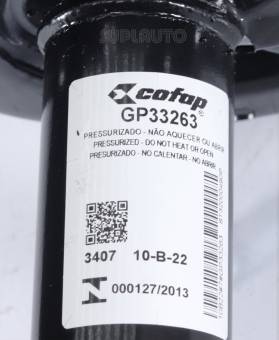 SUPLAUTO
cofap®
GP33263
PRESSURIZADO - NÃO AQUECER OU ABRIR
PRESSURIZED - DO NOT HEAT OR OPEN
PRESURIZADO - NO CALENTAR - NO ABRIR
3407 10-B-22
000127/2013